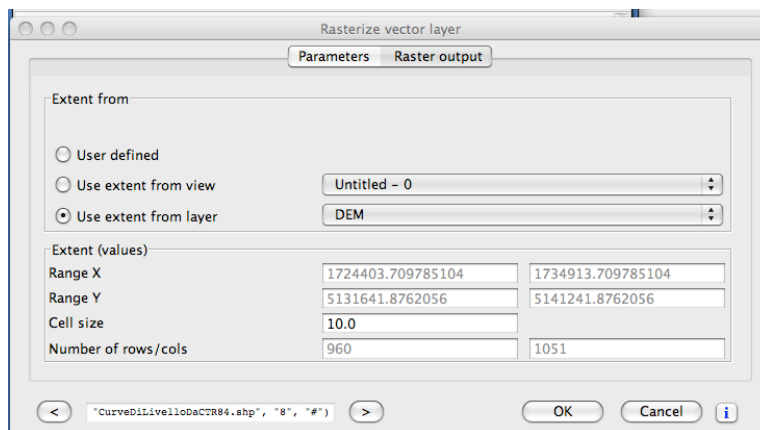 Rasterize vector layer
Parameters Raster output
Extent from
User defined
Use extent from view Untitled - 0
Use extent from layer DEM
Extent (values)
Range X 1724403.709785104 1734913.709785104
Range Y 5131641.8762056 5141241.8762056
Cell size 10.0
Number of rows/cols 960 1051
< "CurveDiLivelloDaCTR84.shp", "8", "#") > OK Cancel i